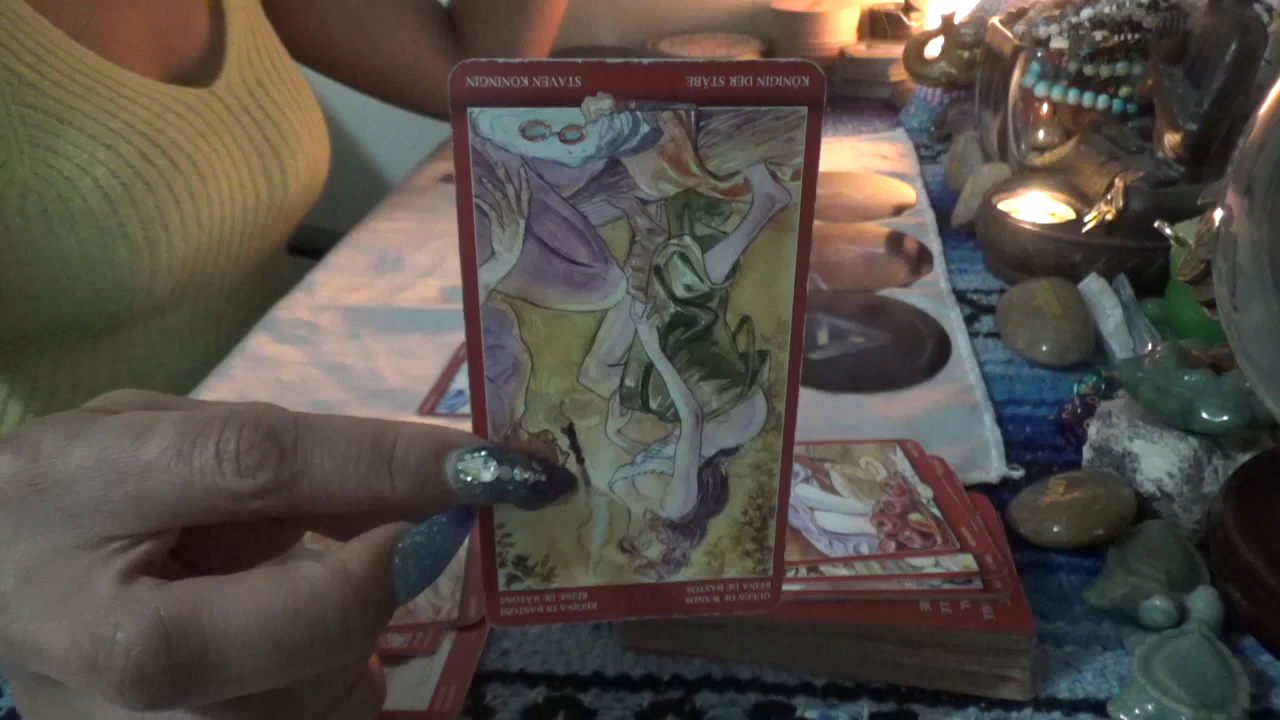 KÖNIGIN DER STÄBE STAVEN KONINGIN
QUEEN OF WANDS REGINA DI BASTONI
REINA DE BASTOS REINE DE BÂTONS